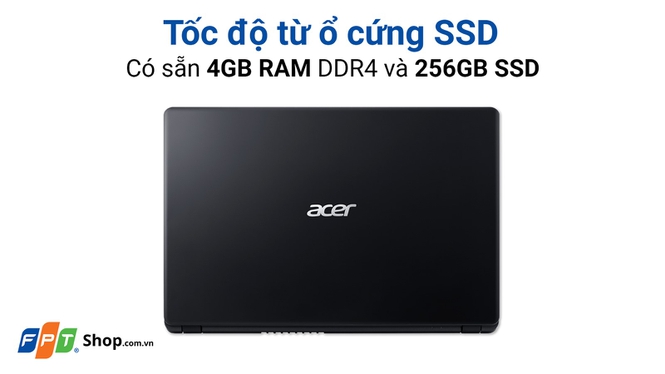 Tốc độ từ ổ cứng SSD
Có sẵn 4GB RAM DDR4 và 256GB SSD
acer
FPT Shop.com.vn